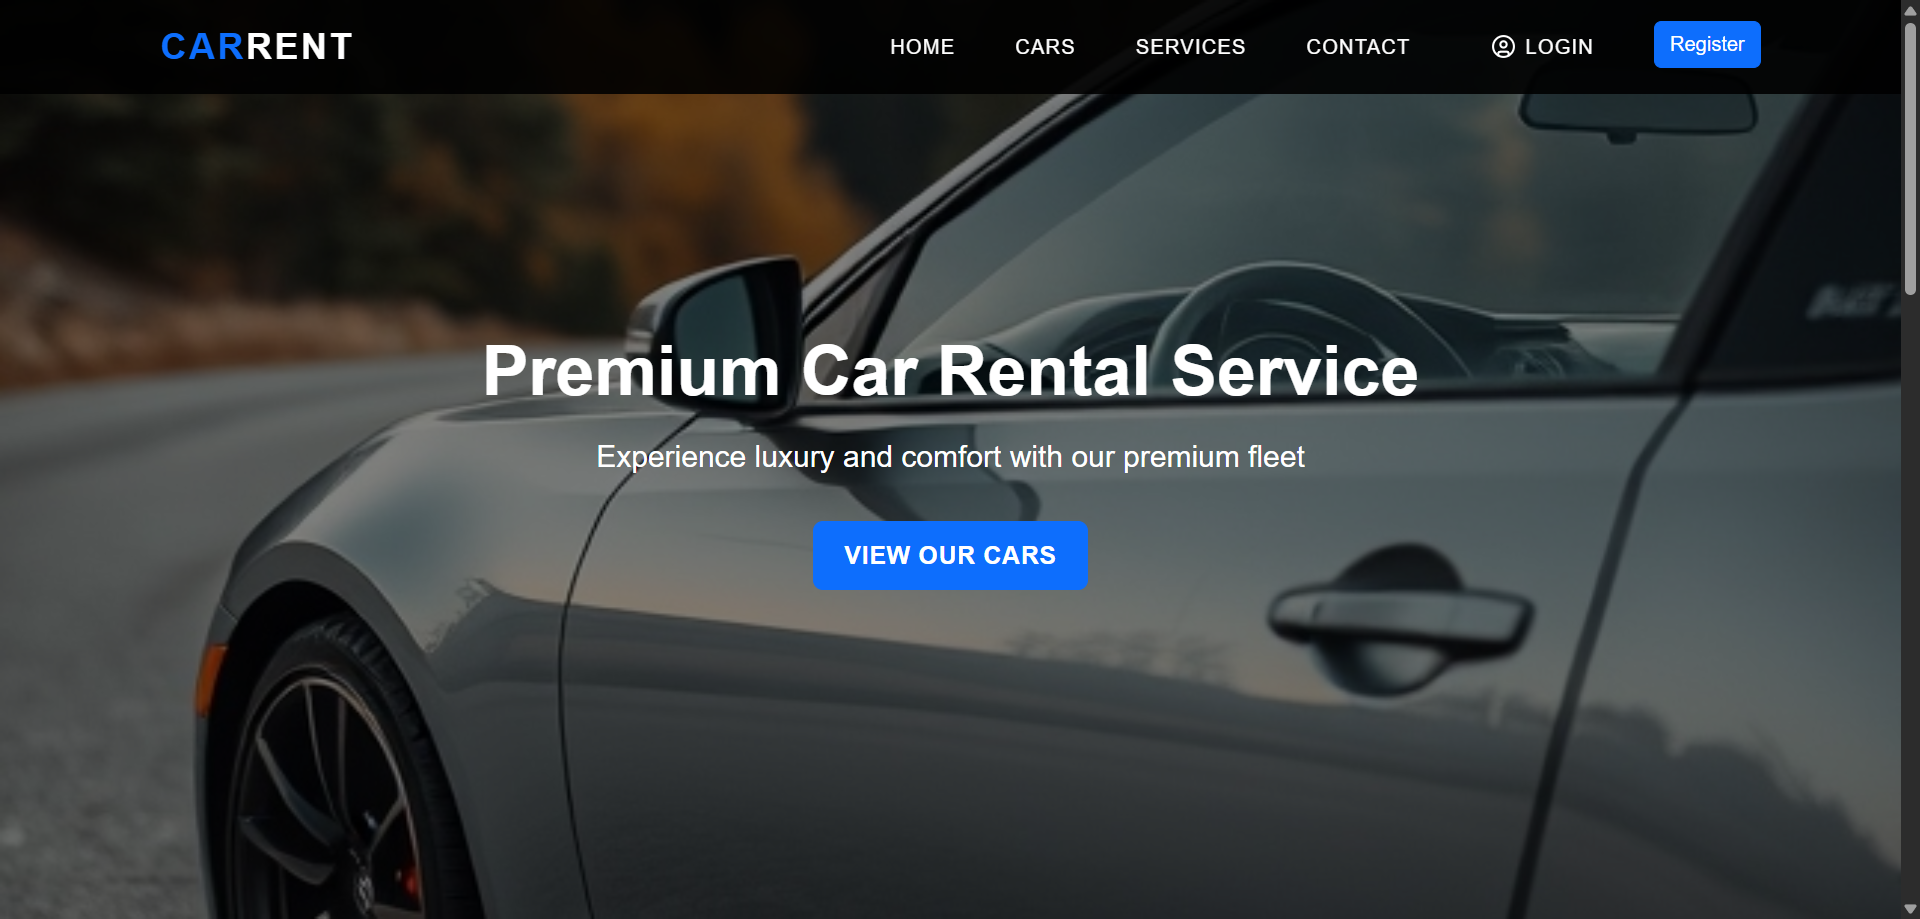 CARRENT
HOME CARS SERVICES CONTACT LOGIN Register
Premium Car Rental Service
Experience luxury and comfort with our premium fleet
VIEW OUR CARS